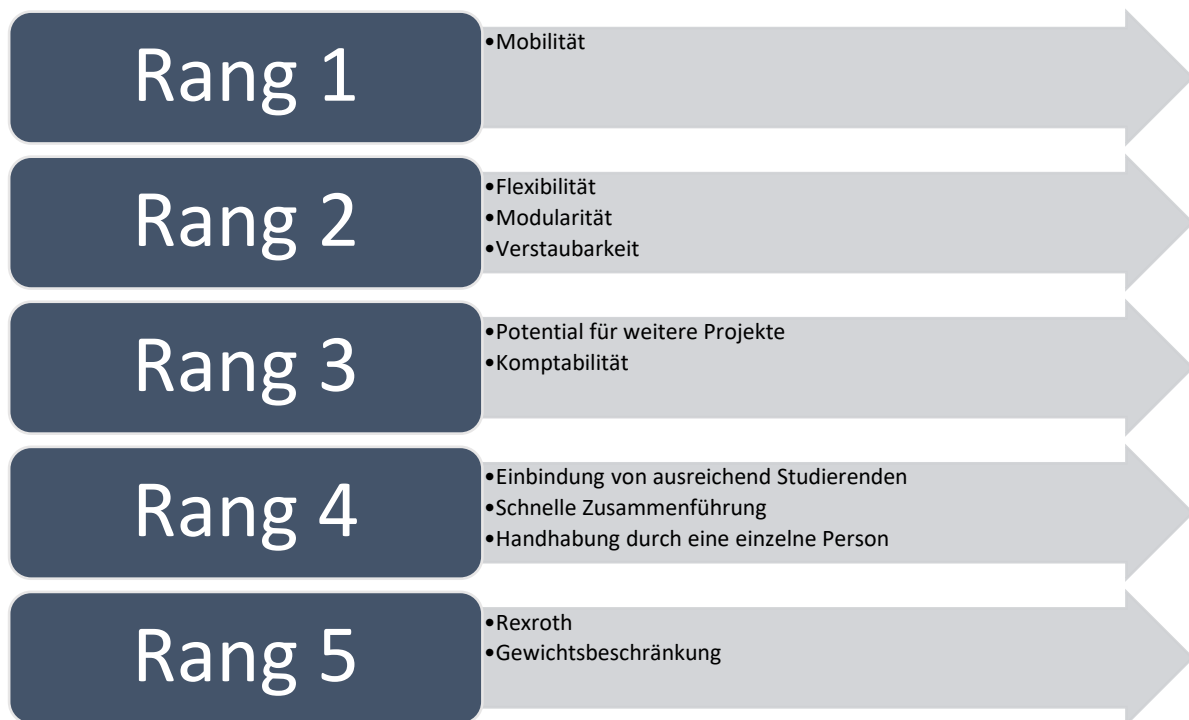 Rang 1
•Mobilität
Rang 2
•Flexibilität
•Modularität
•Verstaubarkeit
Rang 3
•Potential für weitere Projekte
•Komptabilität
Rang 4
•Einbindung von ausreichend Studierenden
•Schnelle Zusammenführung
•Handhabung durch eine einzelne Person
Rang 5
•Rexroth
•Gewichtsbeschränkung